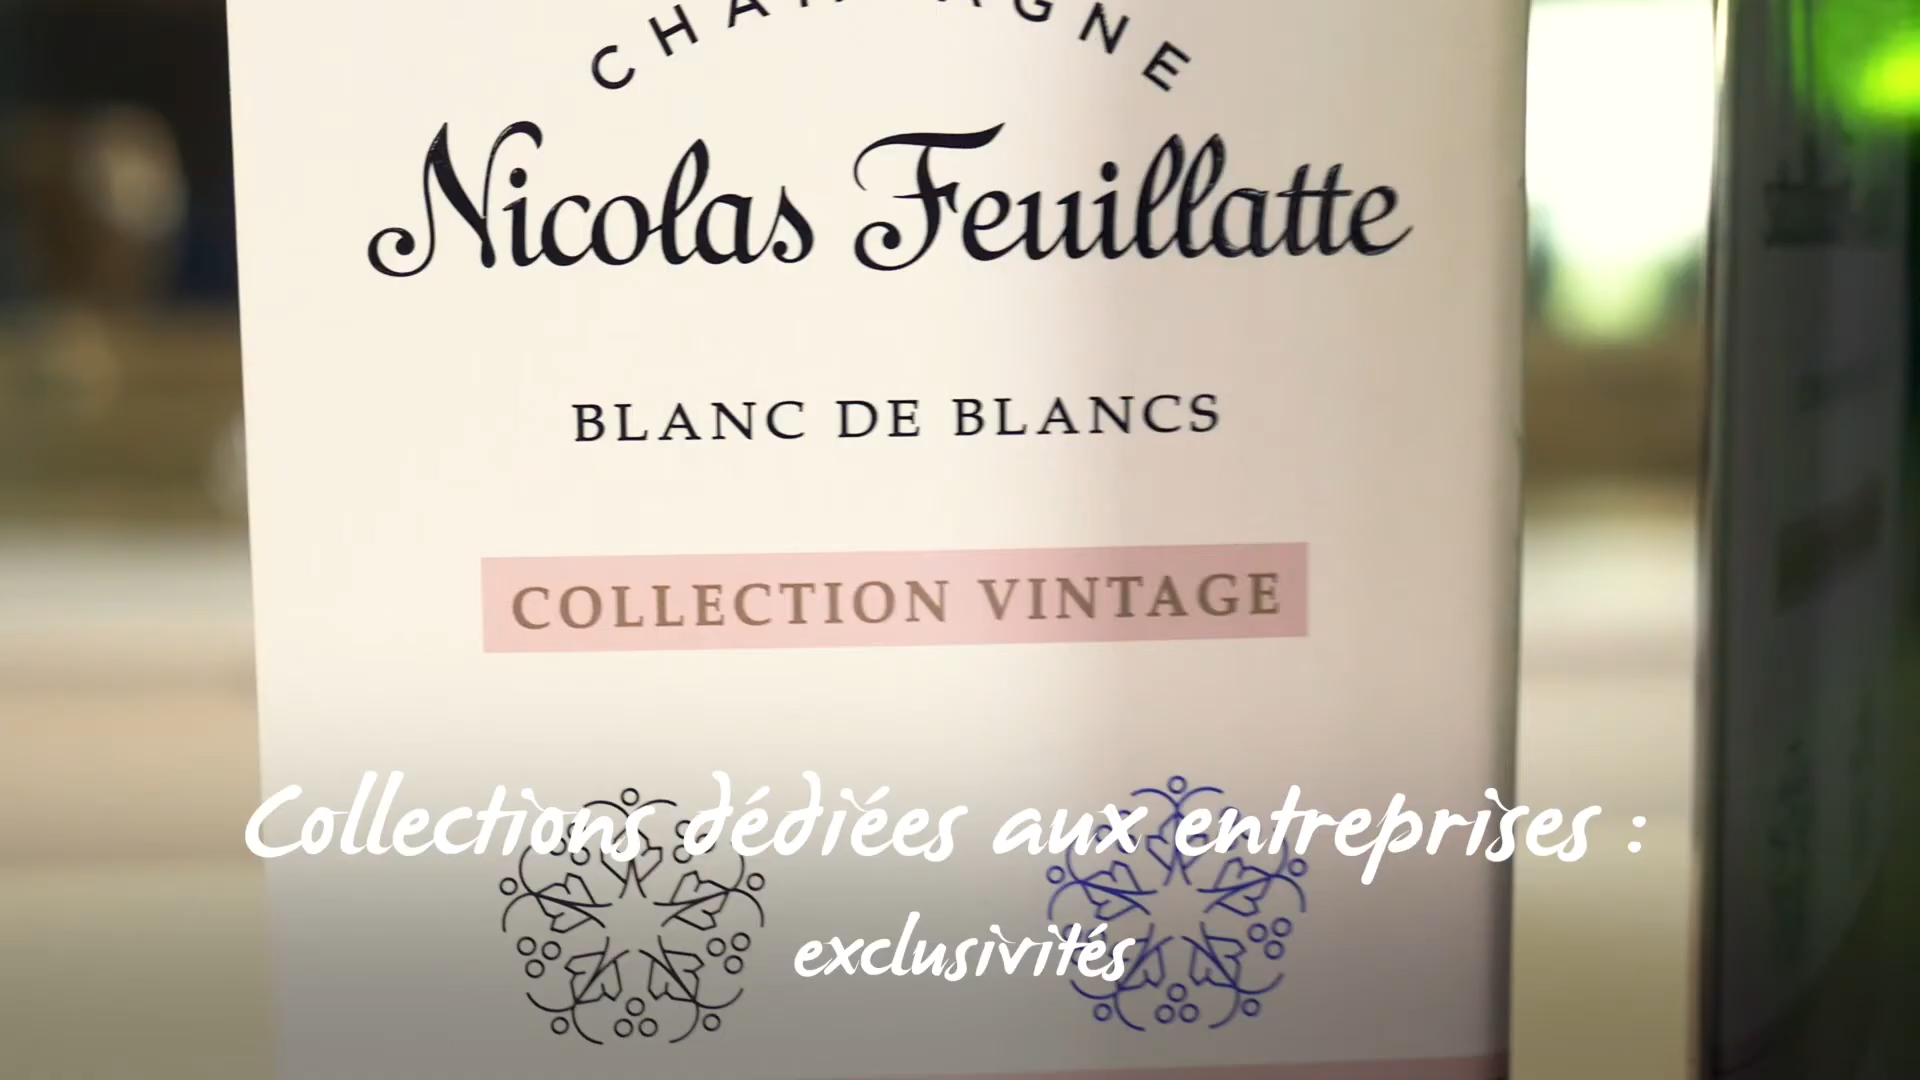 CHAMPAGNE
Nicolas Feuillatte
BLANC DE BLANCS
COLLECTION VINTAGE
Collections dédiées aux entreprises :
exclusivités